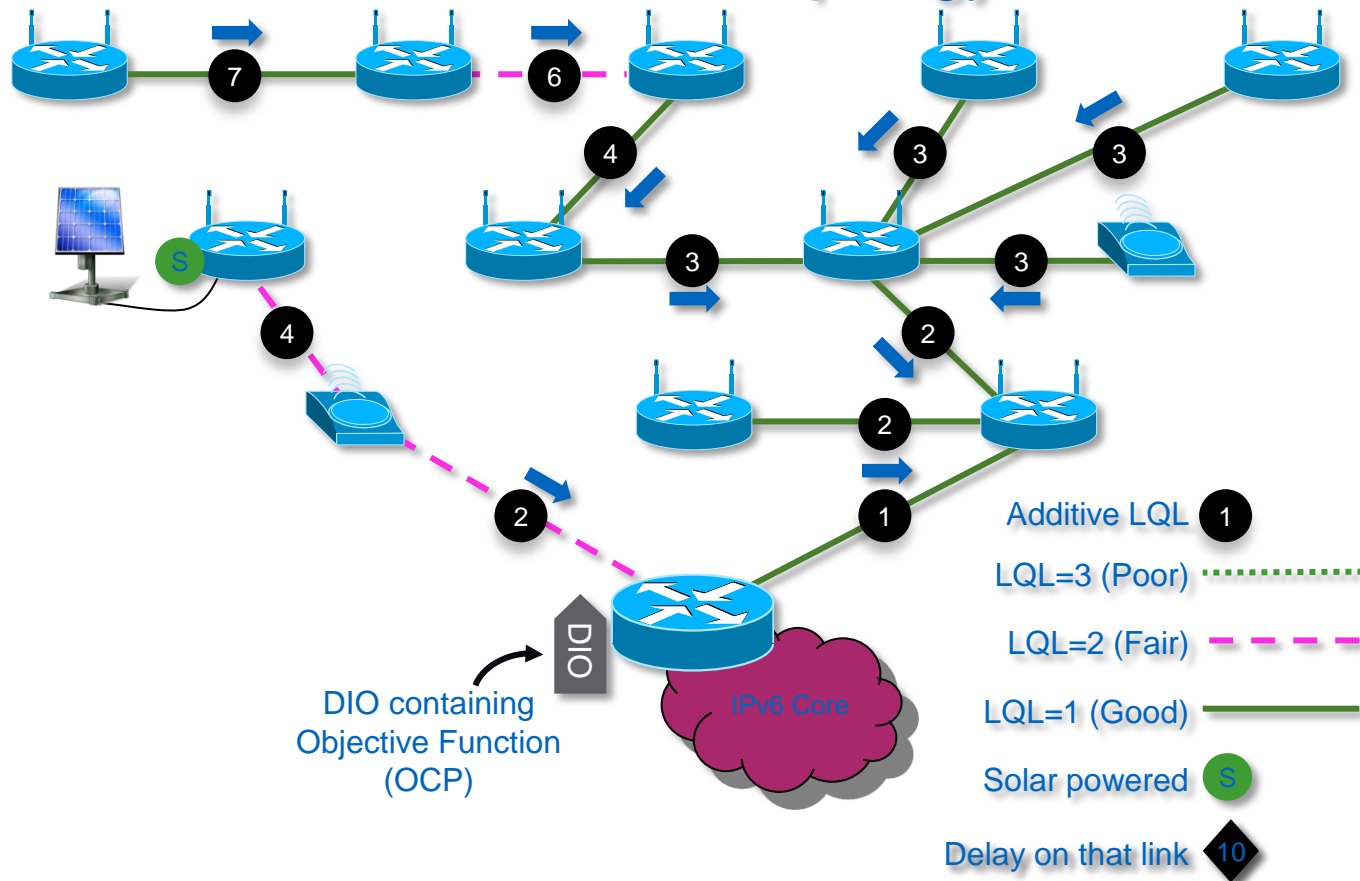 7
6
4
3
3
S
3
3
4
2
2
2
1
Additive LQL 1
LQL=3 (Poor)
DIO
LQL=2 (Fair)
DIO containing
Objective Function
(OCP)
IPv6 Core
LQL=1 (Good)
Solar powered S
Delay on that link 10